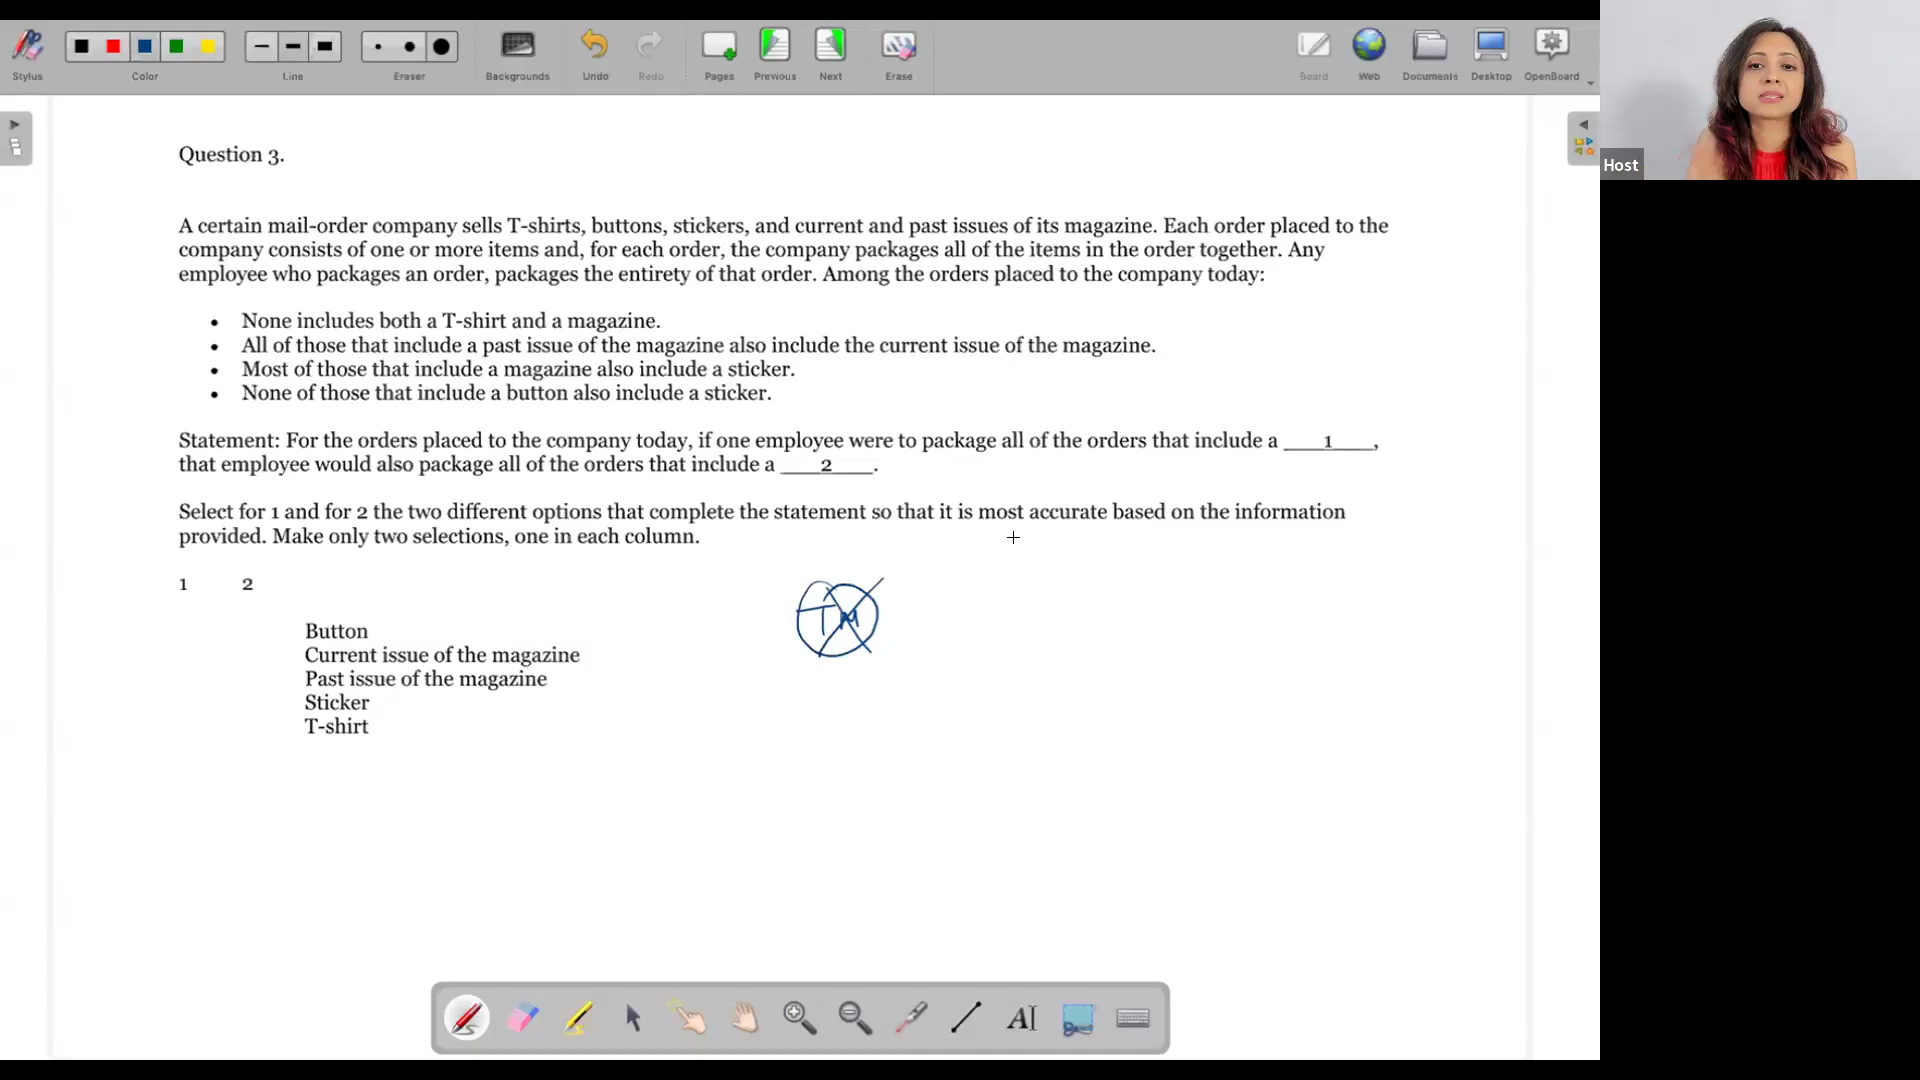 Stylus
Color
Line
Eraser
Backgrounds
Undo
Redo
Pages
Previous
Next
Erase
Board
Web
Documents
Desktop
OpenBoard
Host
Question 3.
A certain mail-order company sells T-shirts, buttons, stickers, and current and past issues of its magazine. Each order placed to the
company consists of one or more items and, for each order, the company packages all of the items in the order together. Any
employee who packages an order, packages the entirety of that order. Among the orders placed to the company today:
• None includes both a T-shirt and a magazine.
• All of those that include a past issue of the magazine also include the current issue of the magazine.
• Most of those that include a magazine also include a sticker.
• None of those that include a button also include a sticker.
Statement: For the orders placed to the company today, if one employee were to package all of the orders that include a ____1____,
that employee would also package all of the orders that include a ____2____.
Select for 1 and for 2 the two different options that complete the statement so that it is most accurate based on the information
provided. Make only two selections, one in each column.
1 2
Button
Current issue of the magazine
Past issue of the magazine
Sticker
T-shirt
T M
AI